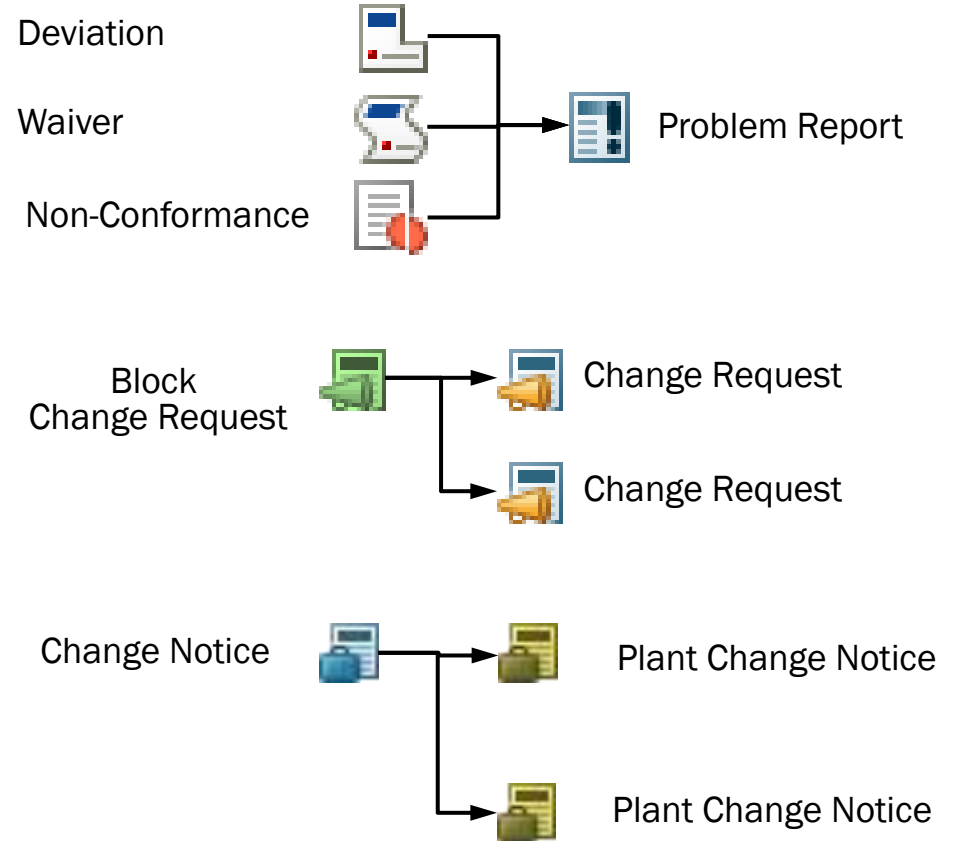 Deviation
Waiver
Problem Report
Non-Conformance
Block
Change Request
Change Request
Change Request
Change Notice
Plant Change Notice
Plant Change Notice